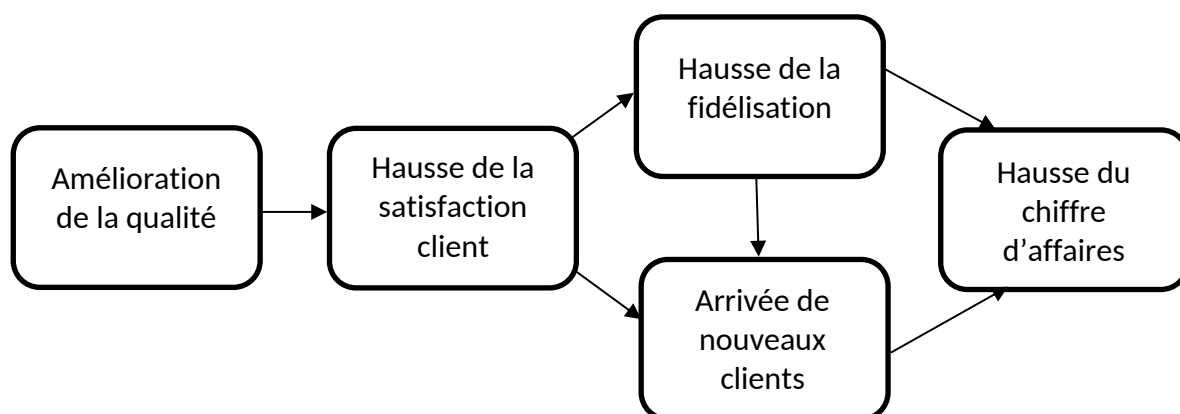 Amélioration
de la qualité
Hausse de la
satisfaction
client
Hausse de la
fidélisation
Arrivée de
nouveaux
clients
Hausse du
chiffre
d’affaires